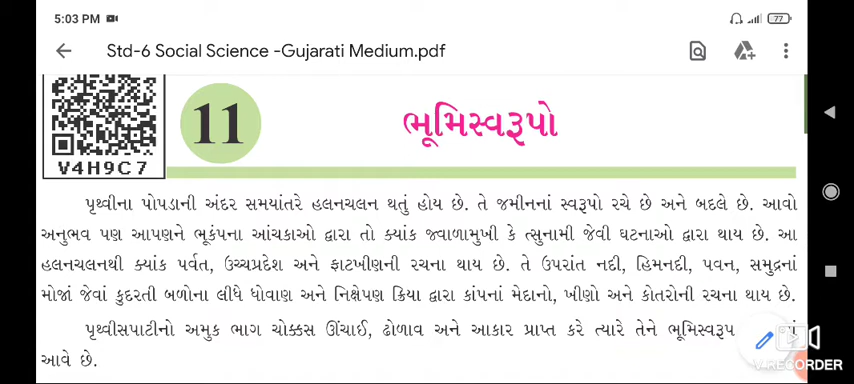 5:03 PM
77
Std-6 Social Science -Gujarati Medium.pdf
V4H9C7
11
ભૂમિસ્વરૂપો
પૃથ્વીના પોપડાની અંદર સમયાંતરે હલનચલન થતું હોય છે. તે જમીનનાં સ્વરૂપો રચે છે અને બદલે છે. આવો
અનુભવ પણ આપણને ભૂકંપના આંચકાઓ દ્વારા તો ક્યાંક જ્વાળામુખી કે ત્સુનામી જેવી ઘટનાઓ દ્વારા થાય છે. આ
હલનચલનથી ક્યાંક પર્વત, ઉચ્ચપ્રદેશ અને ફાટખીણની રચના થાય છે. તે ઉપરાંત નદી, હિમનદી, પવન, સમુદ્રનાં
મોજાં જેવાં કુદરતી બળોના લીધે ધોવાણ અને નિક્ષેપણ ક્રિયા દ્વારા કાંપનાં મેદાનો, ખીણો અને કોતરોની રચના થાય છે.
પૃથ્વીસપાટીનો અમુક ભાગ ચોક્કસ ઊંચાઈ, ઢોળાવ અને આકાર પ્રાપ્ત કરે ત્યારે તેને ભૂમિસ્વરૂપ
આવે છે.
V-RECORDER